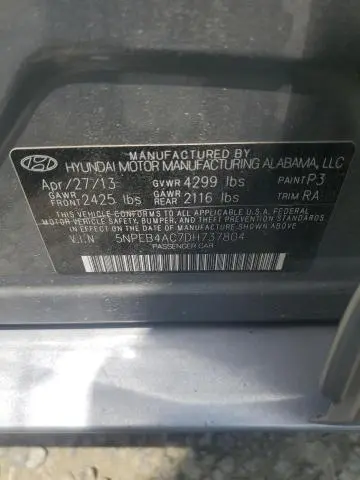 MANUFACTURED BY
HYUNDAI MOTOR MANUFACTURING ALABAMA, LLC
Apr/27/13 GVWR 4299 lbs PAINT P3
GAWR FRONT 2425 lbs GAWR REAR 2116 lbs TRIM RA
THIS VEHICLE CONFORMS TO ALL APPLICABLE U.S.A. FEDERAL
MOTOR VEHICLE SAFETY, BUMPER, AND THEFT PREVENTION
STANDARDS IN EFFECT ON THE DATE OF MANUFACTURE SHOWN ABOVE.
V.I.N 5NPEB4AC7DH737804
PASSENGER CAR